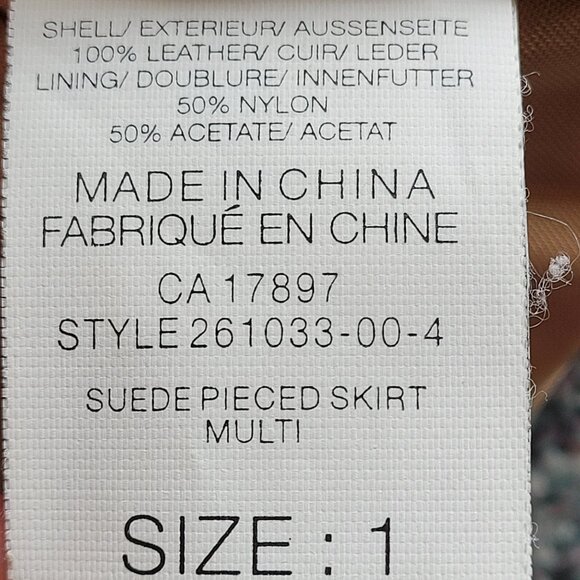 SHELL/ EXTERIEUR/ AUSSENSEITE
100% LEATHER/ CUIR/ LEDER
LINING/ DOUBLURE/ INNENFUTTER
50% NYLON
50% ACETATE/ ACETAT
MADE IN CHINA
FABRIQUÉ EN CHINE
CA 17897
STYLE 261033-00-4
SUEDE PIECED SKIRT
MULTI
SIZE : 1